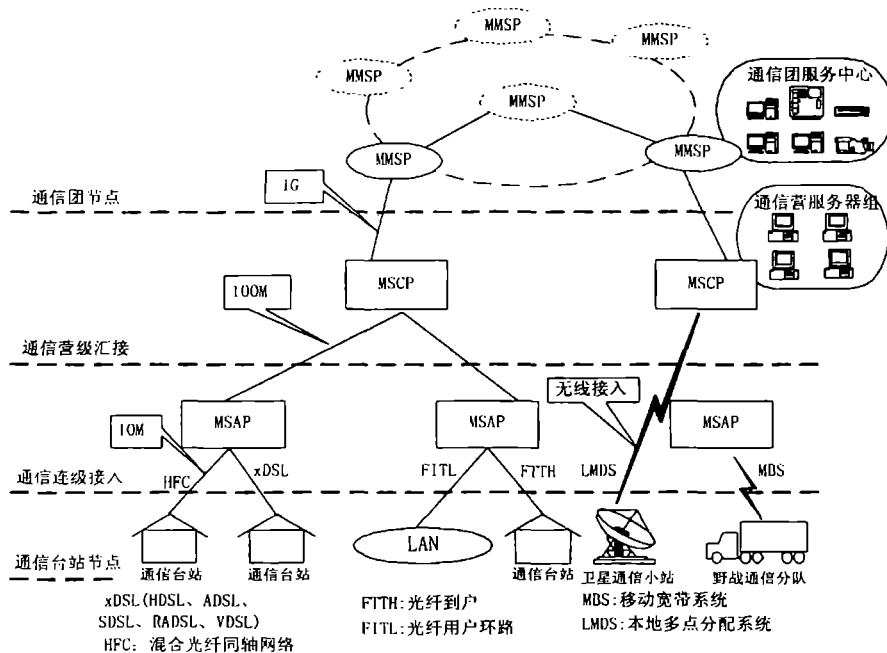 MMSP
MMSP
MMSP
MMSP
MMSP
MMSP
通信团服务中心
1G
通信团节点
通信营服务器组
MSCP
MSCP
100M
通信营级汇接
无线接入
MSAP
MSAP
MSAP
10M
HFC
xDSL
FITL
FTTH
LMDS
MBS
通信连级接入
LAN
通信台站节点
通信台站
通信台站
通信台站
卫星通信小站
野战通信分队
xDSL(HDSL、ADSL、
SDSL、RADSL、VDSL)
HFC: 混合光纤同轴网络
FTTH:光纤到户
FITL:光纤用户环路
MBS:移动宽带系统
LMDS:本地多点分配系统